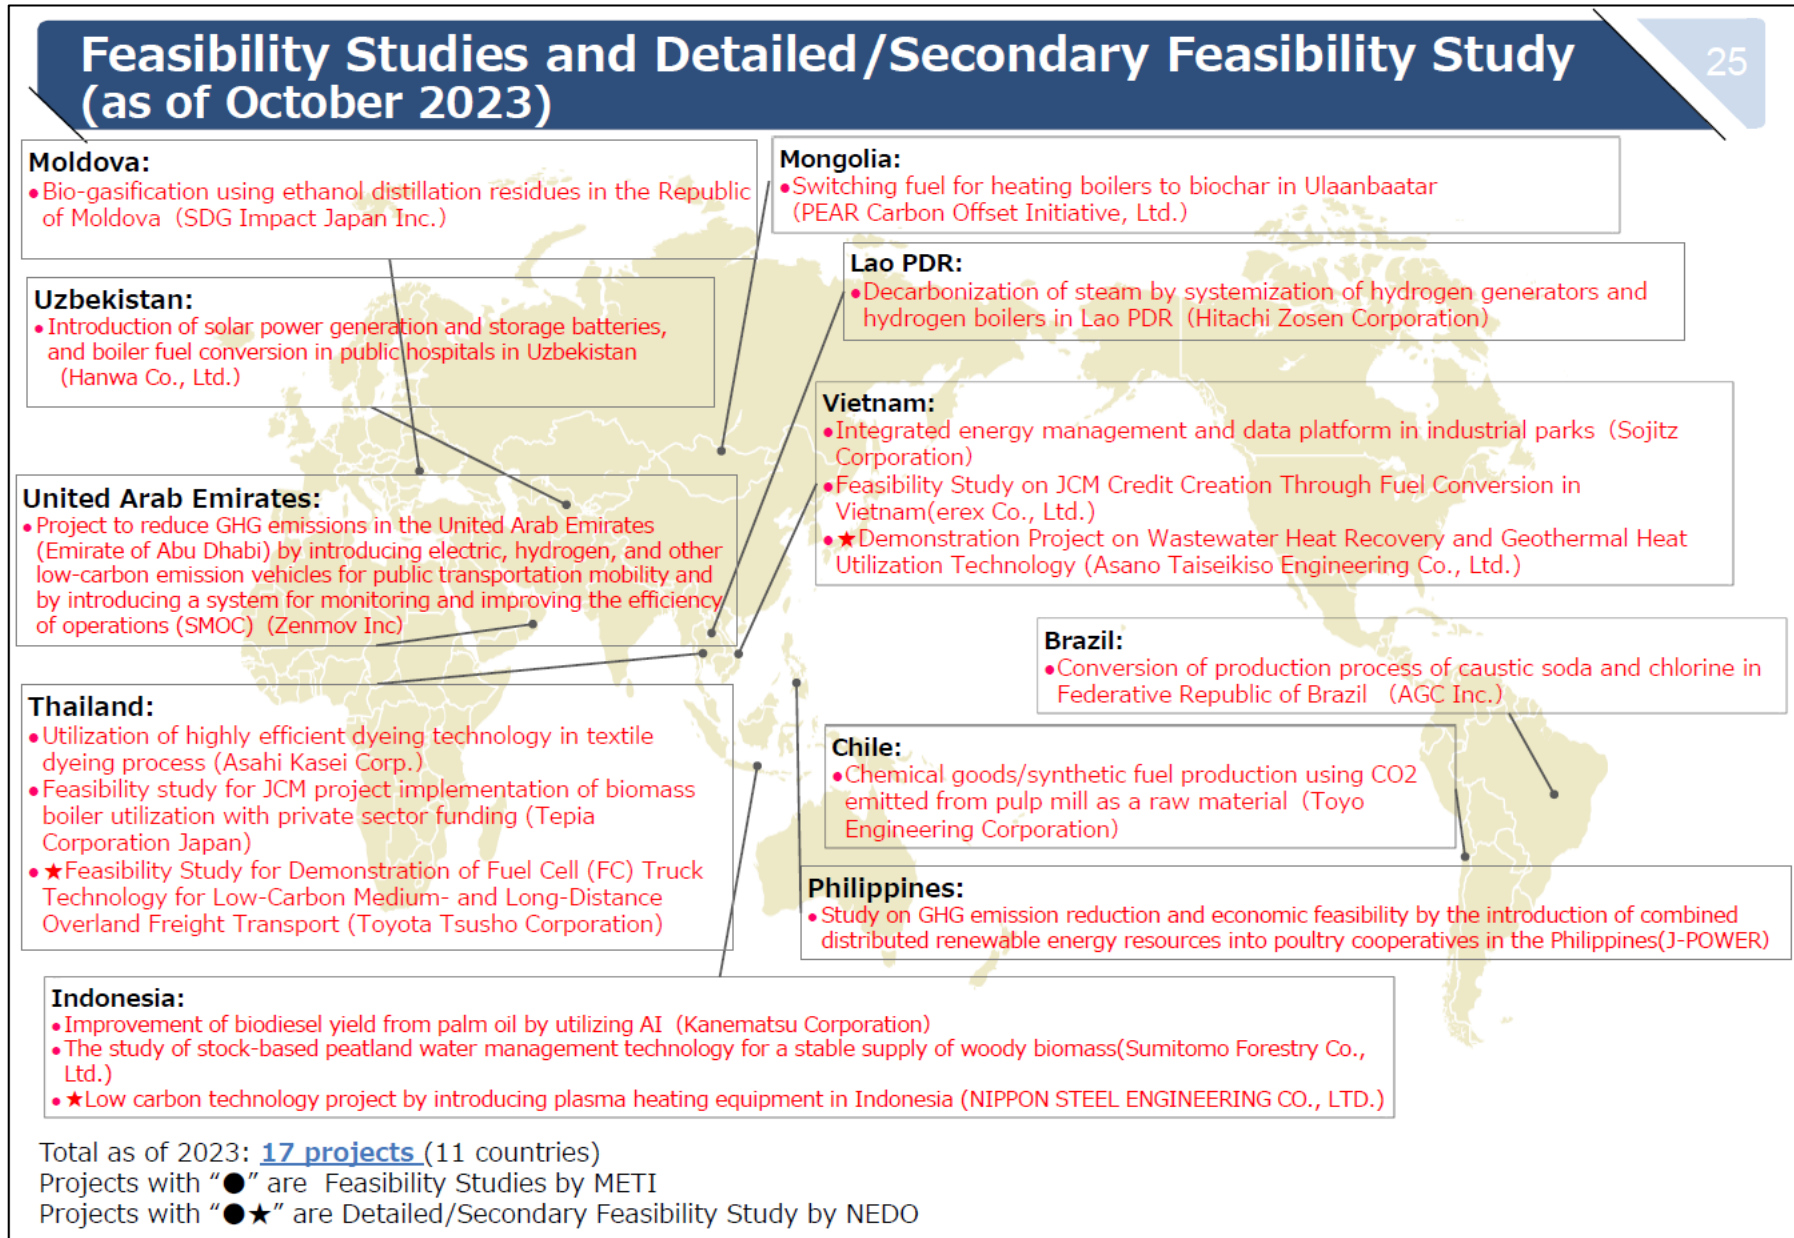 Feasibility Studies and Detailed/Secondary Feasibility Study
(as of October 2023)
25
Moldova:
●Bio-gasification using ethanol distillation residues in the Republic
of Moldova（SDG Impact Japan Inc.）
Mongolia:
●Switching fuel for heating boilers to biochar in Ulaanbaatar
（PEAR Carbon Offset Initiative, Ltd.）
Uzbekistan:
●Introduction of solar power generation and storage batteries,
and boiler fuel conversion in public hospitals in Uzbekistan
（Hanwa Co., Ltd.）
Lao PDR:
●Decarbonization of steam by systemization of hydrogen generators and
hydrogen boilers in Lao PDR（Hitachi Zosen Corporation）
Vietnam:
●Integrated energy management and data platform in industrial parks（Sojitz
Corporation）
●Feasibility Study on JCM Credit Creation Through Fuel Conversion in
Vietnam(erex Co., Ltd.)
●★Demonstration Project on Wastewater Heat Recovery and Geothermal Heat
Utilization Technology (Asano Taiseikiso Engineering Co., Ltd.)
United Arab Emirates:
●Project to reduce GHG emissions in the United Arab Emirates
(Emirate of Abu Dhabi) by introducing electric, hydrogen, and other
low-carbon emission vehicles for public transportation mobility and
by introducing a system for monitoring and improving the efficiency
of operations (SMOC)（Zenmov Inc）
Brazil:
●Conversion of production process of caustic soda and chlorine in
Federative Republic of Brazil （AGC Inc.）
Thailand:
●Utilization of highly efficient dyeing technology in textile
dyeing process (Asahi Kasei Corp.)
●Feasibility study for JCM project implementation of biomass
boiler utilization with private sector funding (Tepia
Corporation Japan)
●★Feasibility Study for Demonstration of Fuel Cell (FC) Truck
Technology for Low-Carbon Medium- and Long-Distance
Overland Freight Transport (Toyota Tsusho Corporation)
Chile:
●Chemical goods/synthetic fuel production using CO2
emitted from pulp mill as a raw material（Toyo
Engineering Corporation）
Philippines:
●Study on GHG emission reduction and economic feasibility by the introduction of combined
distributed renewable energy resources into poultry cooperatives in the Philippines(J-POWER)
Indonesia:
●Improvement of biodiesel yield from palm oil by utilizing AI（Kanematsu Corporation）
●The study of stock-based peatland water management technology for a stable supply of woody biomass(Sumitomo Forestry Co.,
Ltd.)
●★Low carbon technology project by introducing plasma heating equipment in Indonesia (NIPPON STEEL ENGINEERING CO., LTD.)
Total as of 2023: 17 projects (11 countries)
Projects with “●” are Feasibility Studies by METI
Projects with “●★” are Detailed/Secondary Feasibility Study by NEDO